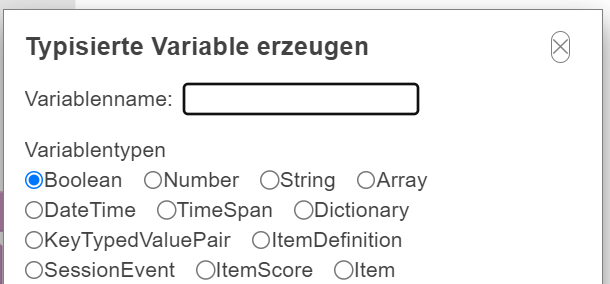 Typisierte Variable erzeugen
Variablenname:
Variablentypen
Boolean Number String Array
DateTime TimeSpan Dictionary
KeyTypedValuePair ItemDefinition
SessionEvent ItemScore Item